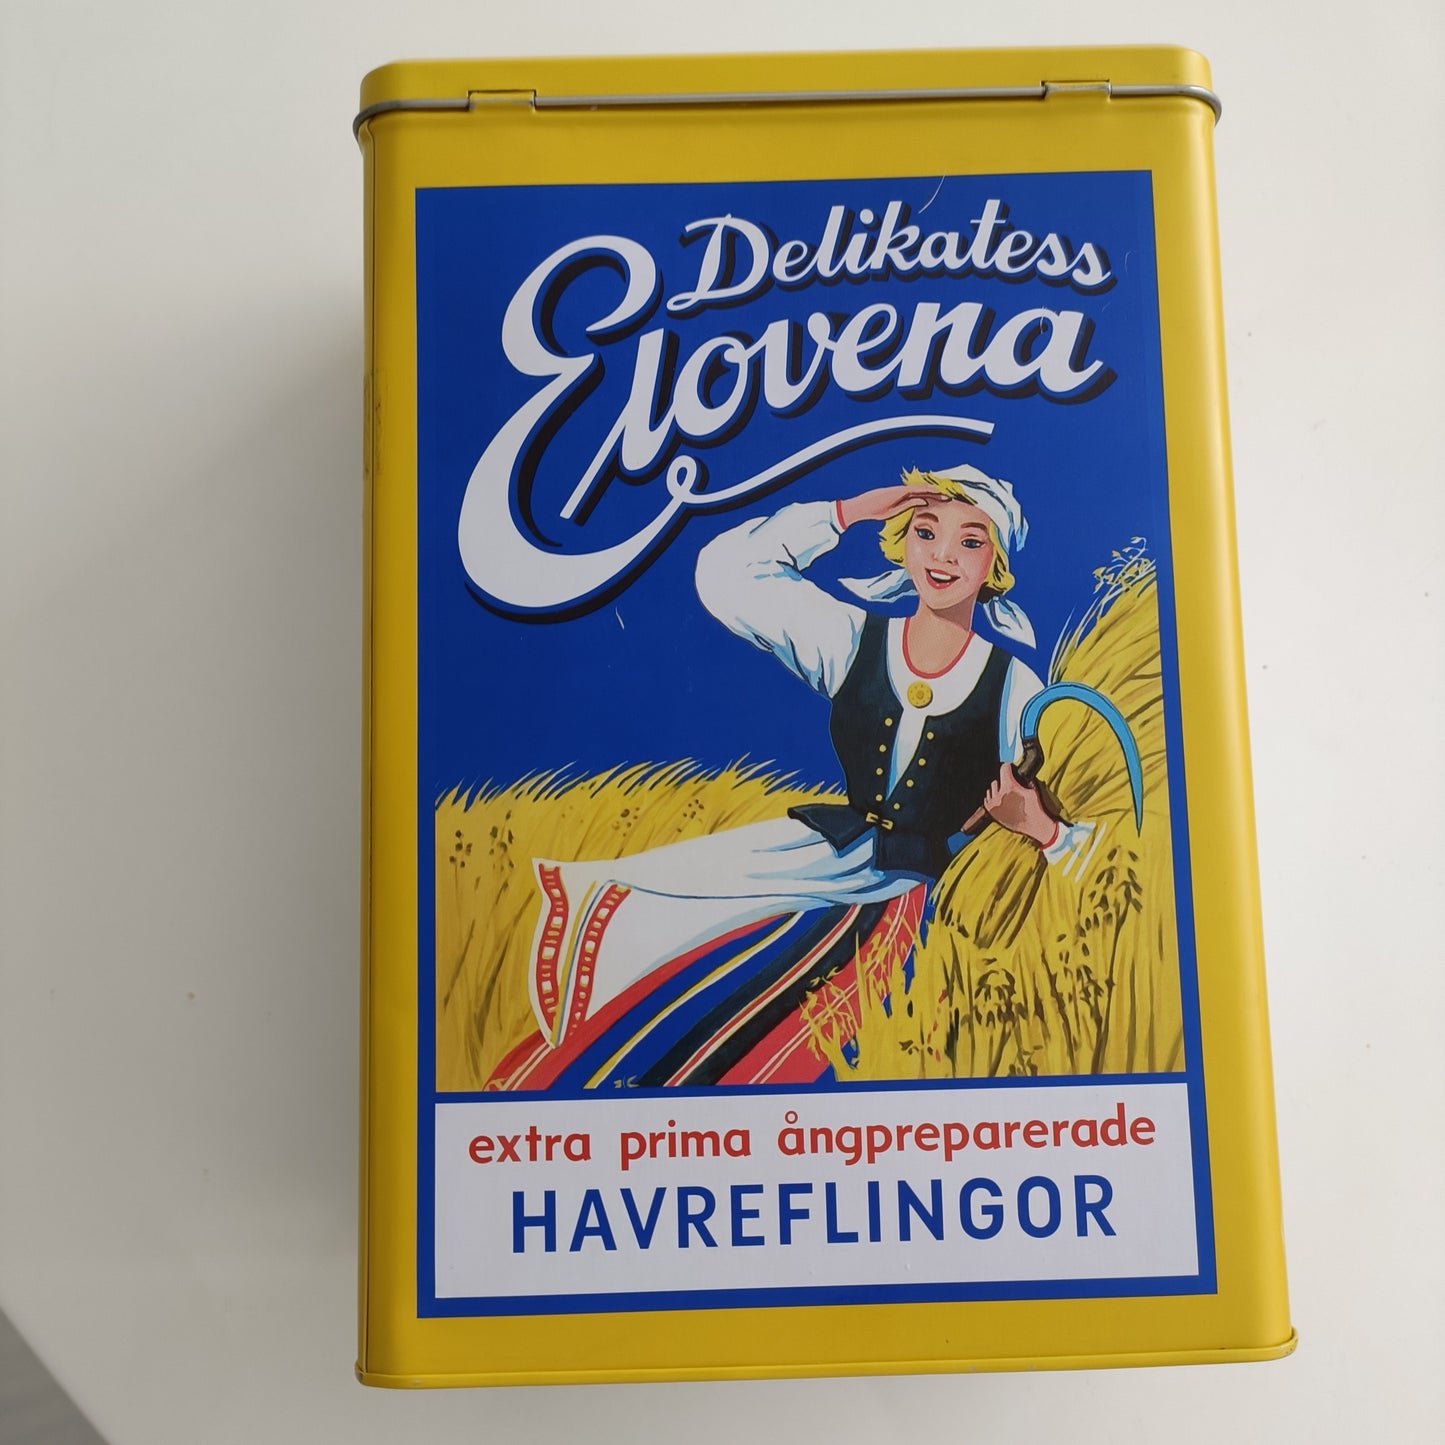 Delikatess
Elovena
extra prima ångpreparerade
HAVREFLINGOR